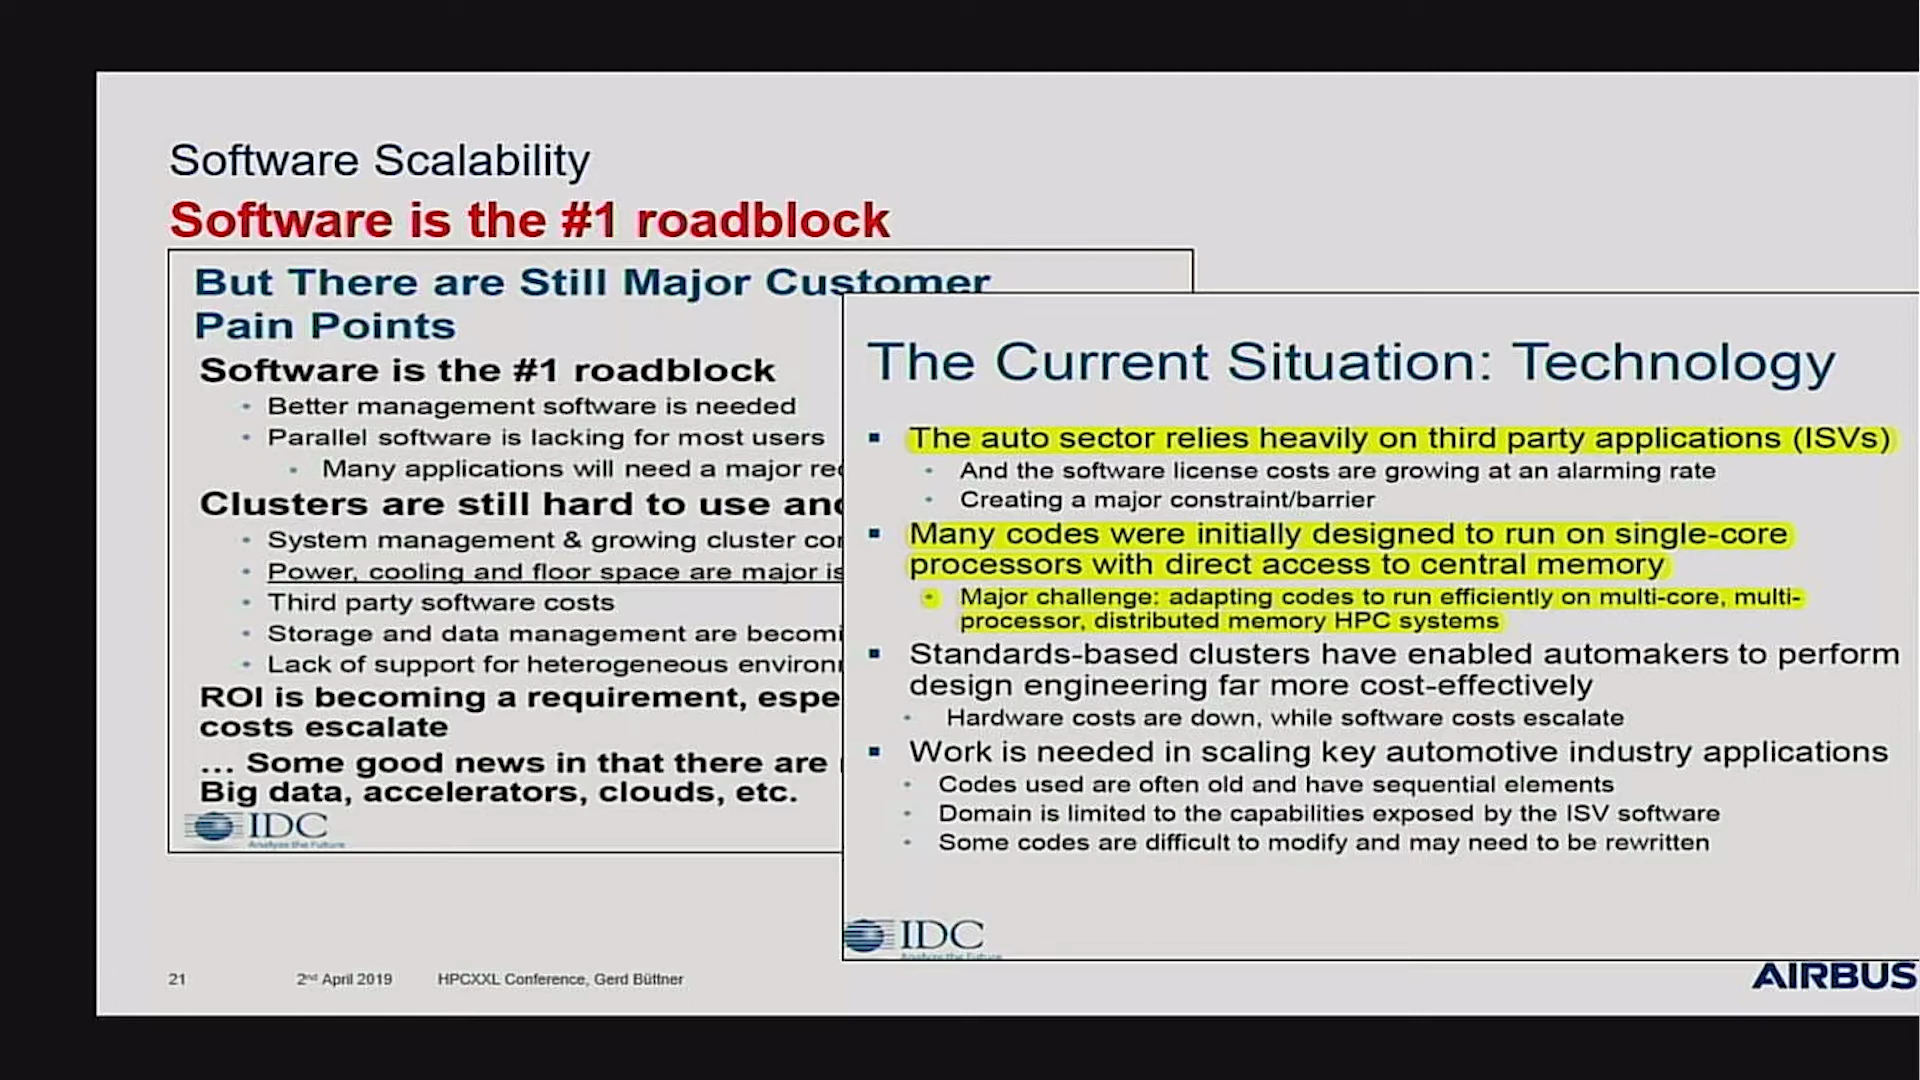 Software Scalability
Software is the #1 roadblock
But There are Still Major Customer
Pain Points
Software is the #1 roadblock
• Better management software is needed
• Parallel software is lacking for most users
• Many applications will need a major
Clusters are still hard to use
• System management & growing cluster
• Power, cooling and floor space are major
• Third party software costs
• Storage and data management are
• Lack of support for heterogeneous
ROI is becoming a requirement,
costs escalate
... Some good news in that there are
Big data, accelerators, clouds, etc.
IDC
Analyze the Future
The Current Situation: Technology
▪ The auto sector relies heavily on third party applications (ISVs)
• And the software license costs are growing at an alarming rate
• Creating a major constraint/barrier
▪ Many codes were initially designed to run on single-core
processors with direct access to central memory
• Major challenge: adapting codes to run efficiently on multi-core, multi-
processor, distributed memory HPC systems
▪ Standards-based clusters have enabled automakers to perform
design engineering far more cost-effectively
• Hardware costs are down, while software costs escalate
▪ Work is needed in scaling key automotive industry applications
• Codes used are often old and have sequential elements
• Domain is limited to the capabilities exposed by the ISV software
• Some codes are difficult to modify and may need to be rewritten
IDC
21 2nd April 2019 HPCXXL Conference, Gerd Büttner
AIRBUS